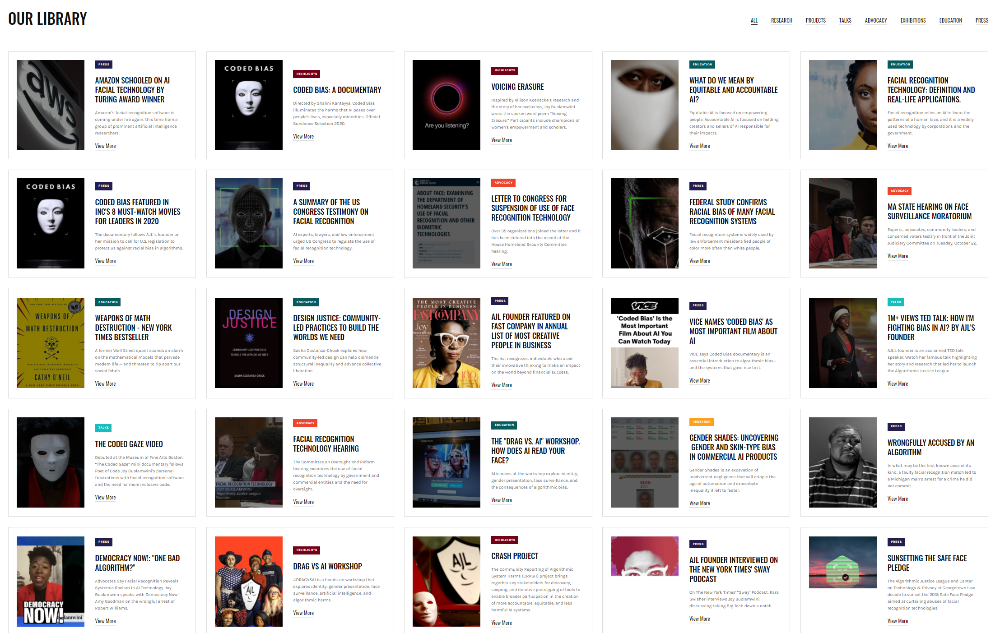 OUR LIBRARY
ALL RESEARCH PROJECTS TALKS ADVOCACY EXHIBITIONS EDUCATION PRESS
aws
PRESS
AMAZON SCHOOLED ON AI
FACIAL TECHNOLOGY BY
TURING AWARD WINNER
Amazon's facial-recognition software is
coming under fire again, this time from a
group of prominent artificial intelligence
researchers.
View More
CODED BIAS
HIGHLIGHTS
CODED BIAS: A DOCUMENTARY
Directed by Shalini Kantayya, Coded Bias
illuminates the harms that AI poses over
people's lives, especially minorities. Official
Sundance Selection 2020.
View More
Are you listening?
HIGHLIGHTS
VOICING ERASURE
Inspired by Allison Koenecke's research and
the story of her exclusion, Joy Buolamwini
wrote the spoken word poem "Voicing
Erasure." Participants include champions of
women's empowerment and scholars.
View More
EDUCATION
WHAT DO WE MEAN BY
EQUITABLE AND ACCOUNTABLE
AI?
Equitable AI is focused on empowering
people. Accountable AI is focused on holding
creators and sellers of AI responsible for
their impacts.
View More
EDUCATION
FACIAL RECOGNITION
TECHNOLOGY: DEFINITION AND
REAL-LIFE APPLICATIONS.
Facial recognition relies on AI to learn the
patterns of a human face, and it is a widely
used technology by corporations and the
government.
View More
CODED BIAS
PRESS
CODED BIAS FEATURED IN
INC'S 8 MUST-WATCH MOVIES
FOR LEADERS IN 2020
The documentary follows AJL' s founder on
her mission to call for U.S. legislation to
protect us against racial bias in algorithms.
View More
PRESS
A SUMMARY OF THE US
CONGRESS TESTIMONY ON
FACIAL RECOGNITION
AI experts, lawyers, and law enforcement
urged US Congress to regulate the use of
facial recognition technology.
View More
ABOUT FACE: EXAMINING
THE DEPARTMENT OF
HOMELAND SECURITY'S
USE OF FACIAL
RECOGNITION AND OTHER
BIOMETRIC
TECHNOLOGIES
ADVOCACY
LETTER TO CONGRESS FOR
SUSPENSION OF USE OF FACE
RECOGNITION TECHNOLOGY
Over 35 organizations joined the letter and it
has been entered into the record at the
House Homeland Security Committee
hearing.
View More
PRESS
FEDERAL STUDY CONFIRMS
RACIAL BIAS OF MANY FACIAL
RECOGNITION SYSTEMS
Facial recognition systems widely used by
law enforcement misidentified people of
color more often than white people.
View More
ADVOCACY
MA STATE HEARING ON FACE
SURVEILLANCE MORATORIUM
Experts, advocates, community leaders, and
concerned voters testify in front of the Joint
Judiciary Committee on Tuesday, October 22.
View More
NEW YORK TIMES BESTSELLER
WEAPONS OF
MATH DESTRUCTION
HOW BIG DATA INCREASES INEQUALITY
AND THREATENS DEMOCRACY
CATHY O'NEIL
A NEW YORK TIMES NOTABLE BOOK
EDUCATION
WEAPONS OF MATH
DESTRUCTION - NEW YORK
TIMES BESTSELLER
A former Wall Street quant sounds an alarm
on the mathematical models that pervade
modern life — and threaten to rip apart our
social fabric.
View More
DESIGN
JUSTICE
COMMUNITY-LED PRACTICES
TO BUILD THE WORLDS WE NEED
SASHA COSTANZA-CHOCK
EDUCATION
DESIGN JUSTICE: COMMUNITY-
LED PRACTICES TO BUILD THE
WORLDS WE NEED
Sasha Costanza-Chock explores how
community-led design can help dismantle
structural inequality and advance collective
liberation.
View More
THE MOST CREATIVE
PEOPLE IN BUSINESS
FAST COMPANY
Joy
Buolamwini
100
PRESS
AJL FOUNDER FEATURED ON
FAST COMPANY IN ANNUAL
LIST OF MOST CREATIVE
PEOPLE IN BUSINESS
The list recognizes individuals who used
their innovative thinking to make an impact
on the world beyond financial success.
View More
VICE
'Coded Bias' Is the
Most Important
Film About AI You
Can Watch Today
PRESS
VICE NAMES 'CODED BIAS' AS
MOST IMPORTANT FILM ABOUT
AI
VICE says Coded Bias documentary is an
essential introduction to algorithmic bias—
and the systems that gave rise to it.
View More
TALKS
1M+ VIEWS TED TALK: HOW I'M
FIGHTING BIAS IN AI? BY AJL'S
FOUNDER
AJL's founder is an acclaimed TED talk
speaker. Watch her famous talk highlighting
her story and research that led her to launch
the Algorithmic Justice League.
View More
TALKS
THE CODED GAZE VIDEO
Debuted at the Museum of Fine Arts Boston,
"The Coded Gaze" mini documentary follows
Poet of Code Joy Buolamwini's personal
frustrations with facial recognition software
and the need for more inclusive code.
View More
FACIAL RECOGNITION TECHNOLOGY
JOY BUOLAMWINI
Algorithmic Justice League
Founder
ADVOCACY
FACIAL RECOGNITION
TECHNOLOGY HEARING
The Committee on Oversight and Reform
hearing examines the use of facial
recognition technology by government and
commercial entities and the need for
oversight.
View More
DRAG VS AI
How Does AI Read Your Face?
EDUCATION
THE "DRAG VS. AI" WORKSHOP.
HOW DOES AI READ YOUR
FACE?
Attendees at the workshop explore identity,
gender presentation, face surveillance, and
the consequences of algorithmic bias.
View More
93.6%
RESEARCH
GENDER SHADES: UNCOVERING
GENDER AND SKIN-TYPE BIAS
IN COMMERCIAL AI PRODUCTS
Gender Shades is an excavation of
inadvertent negligence that will cripple the
age of automation and exacerbate
inequality if left to fester.
View More
PRESS
WRONGFULLY ACCUSED BY AN
ALGORITHM
In what may be the first known case of its
kind, a faulty facial recognition match led to
a Michigan man's arrest for a crime he did
not commit.
View More
DEMOCRACY
NOW!
lamwini
PRESS
DEMOCRACY NOW!: "ONE BAD
ALGORITHM?"
Advocates Say Facial Recognition Reveals
Systemic Racism in AI Technology. Joy
Buolamwini speaks with Democracy Now!
Amy Goodman on the wrongful arrest of
Robert Williams.
View More
AJL
HIGHLIGHTS
DRAG VS AI WORKSHOP
#DRAGVSAI is a hands-on workshop that
explores identity, gender presentation, face
surveillance, artificial intelligence, and
algorithmic harms
View More
AJL
HIGHLIGHTS
CRASH PROJECT
The Community Reporting of Algorithmic
System Harms (CRASH) project brings
together key stakeholders for discovery,
scoping, and iterative prototyping of tools to
enable broader participation in the creation
of more accountable, equitable, and less
harmful AI systems.
View More
PRESS
AJL FOUNDER INTERVIEWED ON
THE NEW YORK TIMES' SWAY
PODCAST
On The New York Times' "Sway" Podcast, Kara
Swisher interviews Joy Buolamwini,
discussing taking Big Tech down a notch.
View More
PRESS
SUNSETTING THE SAFE FACE
PLEDGE
The Algorithmic Justice League and Center
on Technology & Privacy at Georgetown Law
decide to sunset the 2018 Safe Face Pledge
aimed at curtailing abuses of facial
recognition technologies.
View More